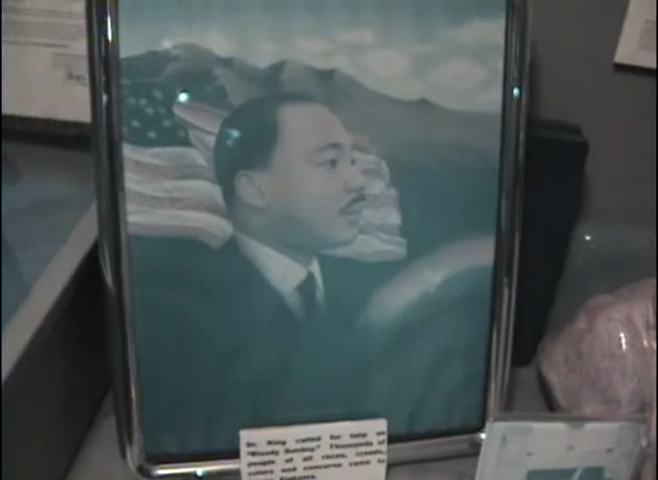 Dr. King called for help on
"Bloody Sunday." Thousands of
people of all races, creeds,
colors and concerns came to
Alabama.